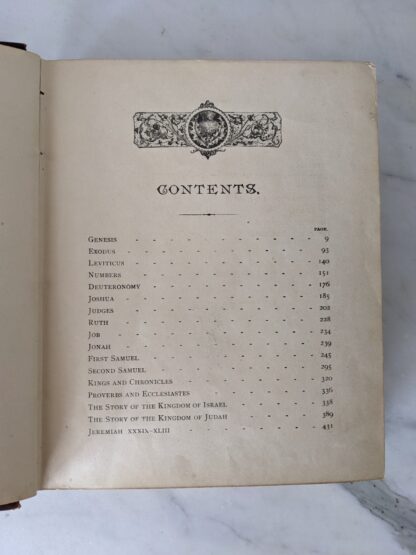 CONTENTS.
PAGE.
GENESIS - - - - - - - - - - 9
EXODUS - - - - - - - - - - 95
LEVITICUS - - - - - - - - - 140
NUMBERS - - - - - - - - - 151
DEUTERONOMY - - - - - - - - 176
JOSHUA - - - - - - - - - - 185
JUDGES - - - - - - - - - - 202
RUTH - - - - - - - - - - 228
JOB - - - - - - - - - - 234
JONAH - - - - - - - - - - 239
FIRST SAMUEL - - - - - - - - 245
SECOND SAMUEL - - - - - - - - 295
KINGS AND CHRONICLES - - - - - - - 320
PROVERBS AND ECCLESIASTES - - - - - - 336
THE STORY OF THE KINGDOM OF ISRAEL - - - - 338
THE STORY OF THE KINGDOM OF JUDAH - - - - 389
JEREMIAH XXXIX-XLIII - - - - - - - 431